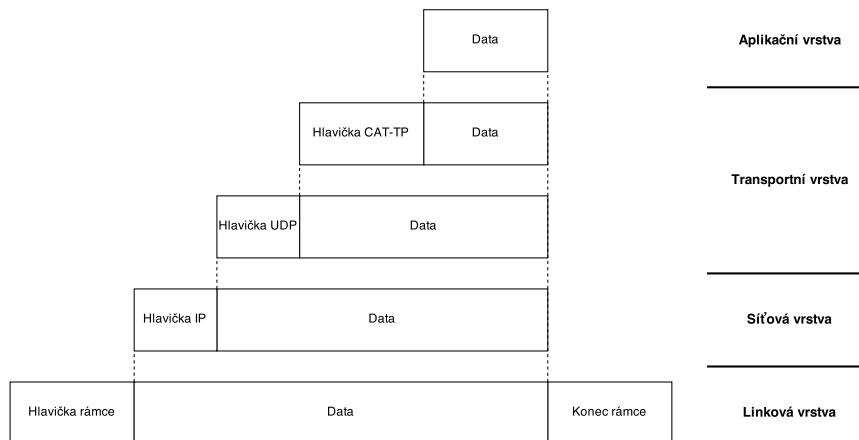 Data
Aplikační vrstva
Hlavička CAT-TP
Data
Transportní vrstva
Hlavička UDP
Data
Hlavička IP
Data
Síťová vrstva
Hlavička rámce
Data
Konec rámce
Linková vrstva